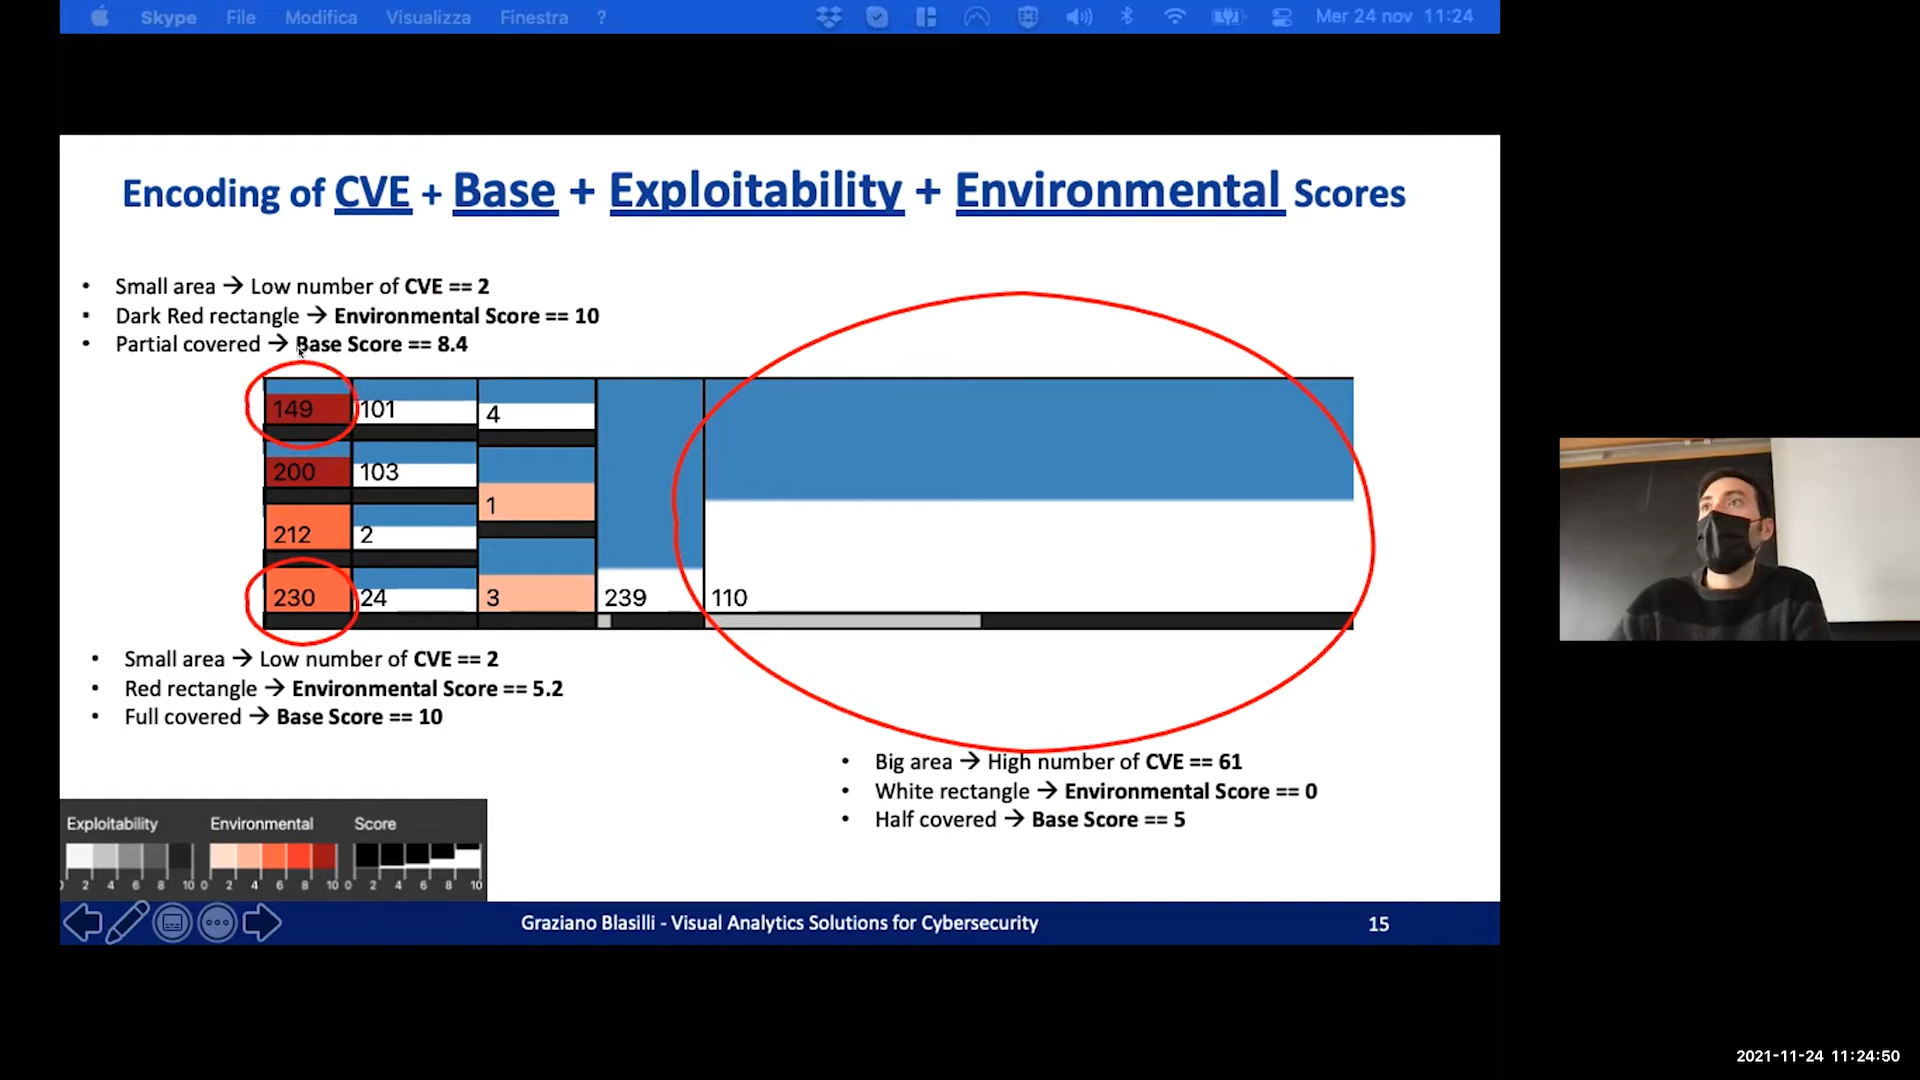 Skype File Modifica Visualizza Finestra ? Mer 24 nov 11:24
Encoding of CVE + Base + Exploitability + Environmental Scores
• Small area → Low number of CVE == 2
• Dark Red rectangle → Environmental Score == 10
• Partial covered → Base Score == 8.4
149 101 4
200 103
1
212 2
230 24 3 239 110
• Small area → Low number of CVE == 2
• Red rectangle → Environmental Score == 5.2
• Full covered → Base Score == 10
• Big area → High number of CVE == 61
• White rectangle → Environmental Score == 0
• Half covered → Base Score == 5
Exploitability Environmental Score
2 4 6 8 10 0 2 4 6 8 10 0 2 4 6 8 10
Graziano Blasilli - Visual Analytics Solutions for Cybersecurity 15
2021-11-24 11:24:50